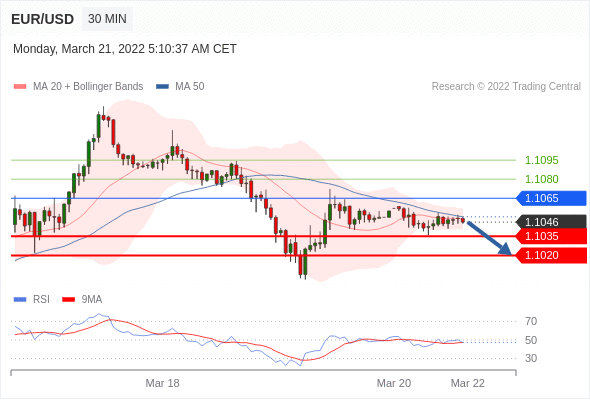 EUR/USD 30 MIN
Monday, March 21, 2022 5:10:37 AM CET
MA 20 + Bollinger Bands MA 50 Research © 2022 Trading Central
1.1095
1.1080
1.1065
1.1046
1.1035
1.1020
RSI 9MA
70
50
30
Mar 18 Mar 20 Mar 22